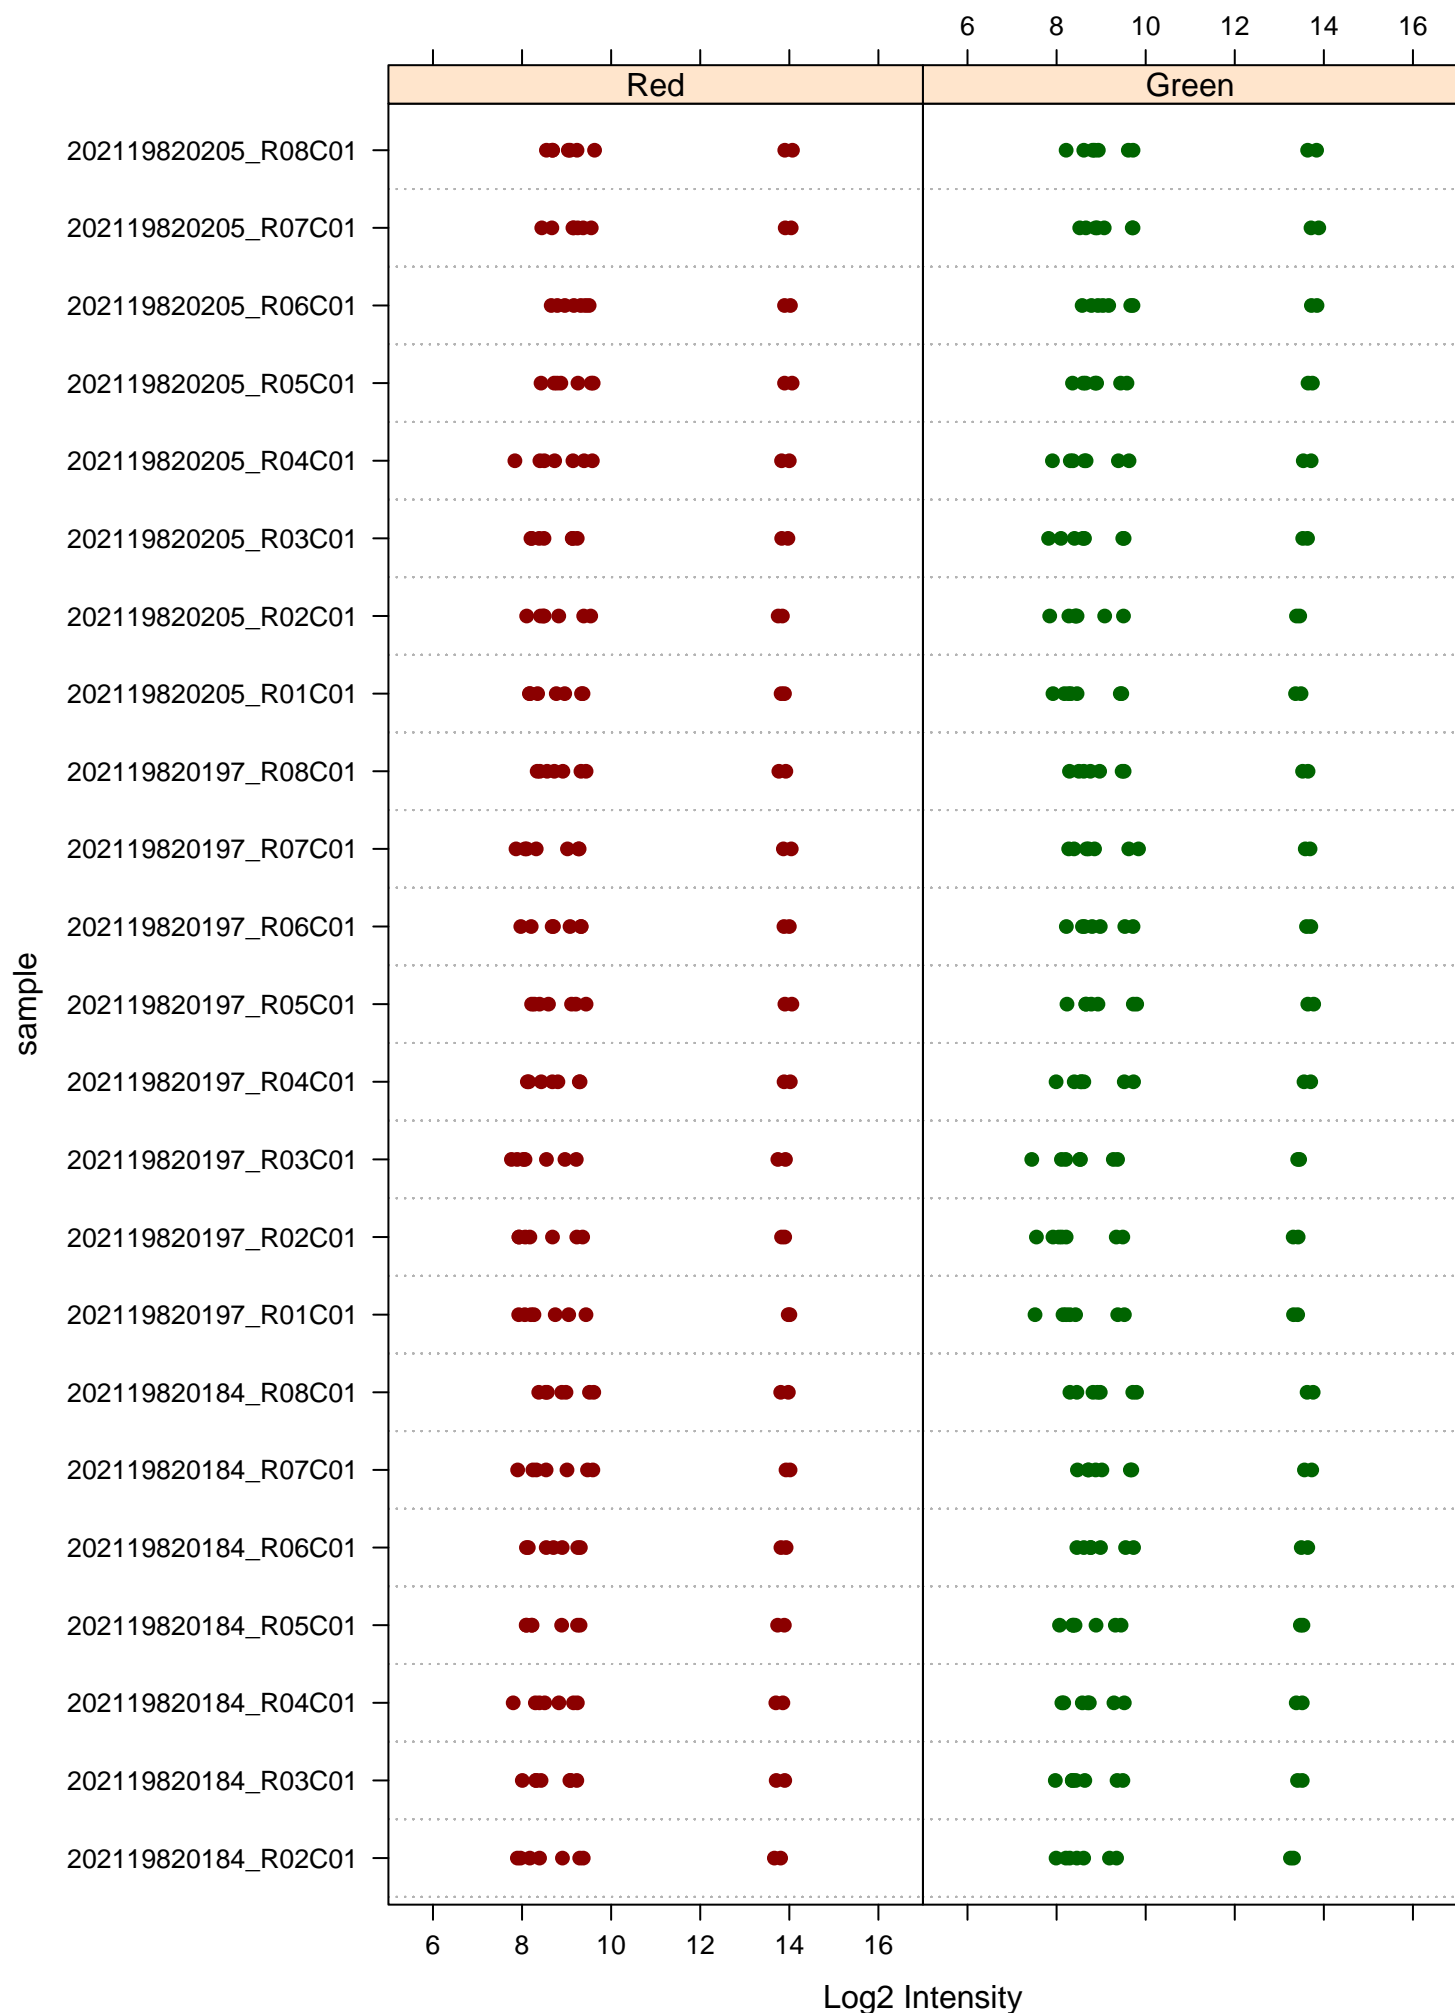 6 8 10 12 14 16
Red Green
202119820205_R08C01
202119820205_R07C01
202119820205_R06C01
202119820205_R05C01
202119820205_R04C01
202119820205_R03C01
202119820205_R02C01
202119820205_R01C01
202119820197_R08C01
202119820197_R07C01
202119820197_R06C01
202119820197_R05C01
202119820197_R04C01
202119820197_R03C01
202119820197_R02C01
202119820197_R01C01
202119820184_R08C01
202119820184_R07C01
202119820184_R06C01
202119820184_R05C01
202119820184_R04C01
202119820184_R03C01
202119820184_R02C01
sample
6 8 10 12 14 16
Log2 Intensity